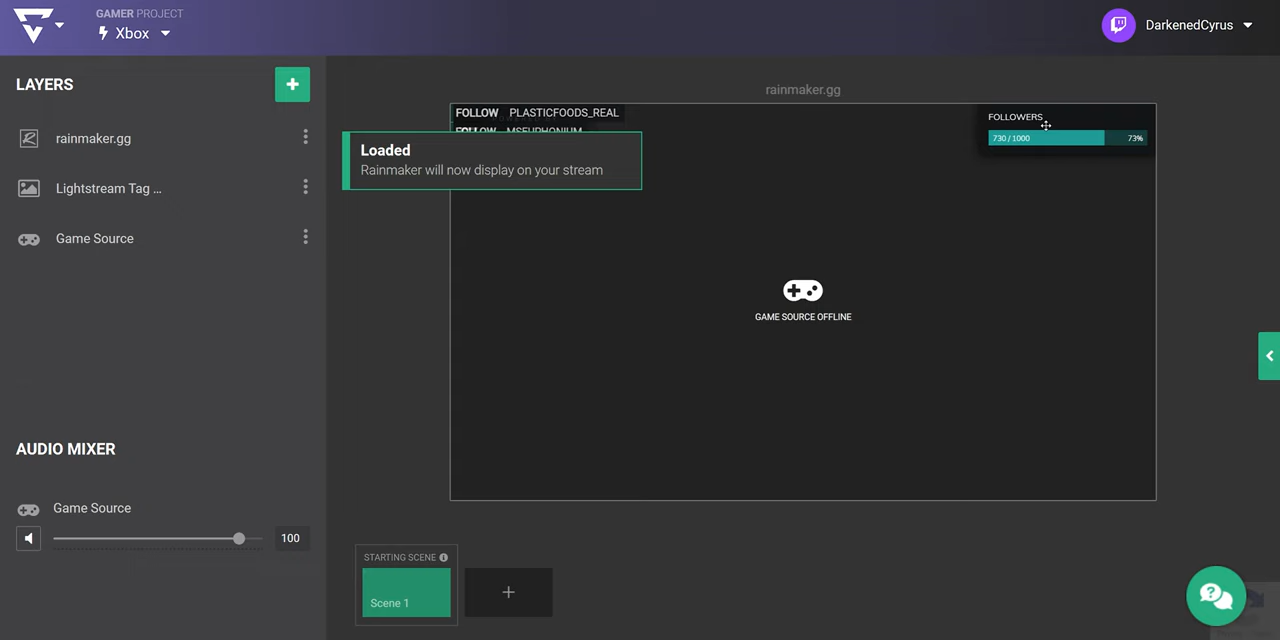 GAMER PROJECT
Xbox
DarkenedCyrus
LAYERS
rainmaker.gg
Lightstream Tag ...
Game Source
AUDIO MIXER
Game Source
100
rainmaker.gg
FOLLOW PLASTICFOODS_REAL
FOLLOW MSEUPHONIUM
Loaded
Rainmaker will now display on your stream
FOLLOWERS
730 / 1000 73%
GAME SOURCE OFFLINE
STARTING SCENE
Scene 1